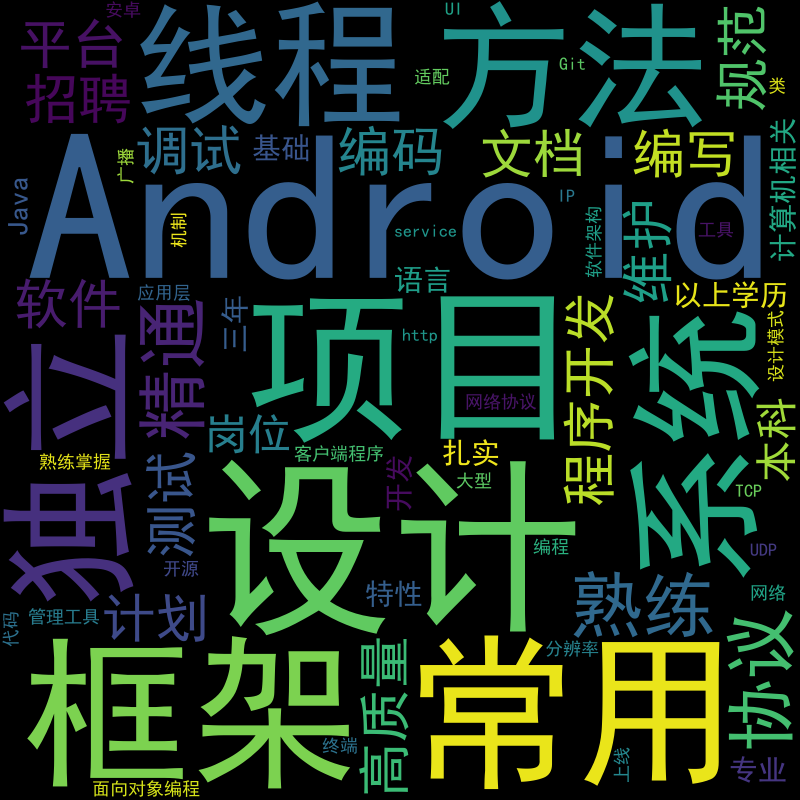 安卓
UI
平台
线程
方法
规范
招聘
适配
Git
类
调试
基础
编码
文档
编写
广播
计算机相关
Android
Java
机制
service
IP
软件架构
工具
维护
语言
软件
应用层
以上学历
三年
项目
程序开发
系统
设计模式
独立
精通
http
网络协议
岗位
本科
熟练掌握
测试
客户端程序
扎实
开发
大型
设计
TCP
编程
UDP
开源
特性
熟练
网络
代码
管理工具
计划
框架
高质量
常用
分辨率
协议
终端
上线
专业
面向对象编程